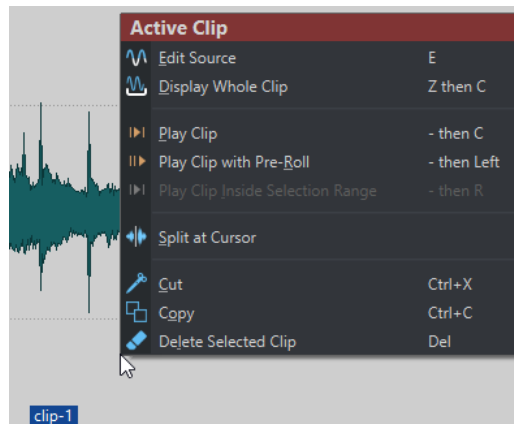 Active Clip
Edit Source E
Display Whole Clip Z then C
Play Clip - then C
Play Clip with Pre-Roll - then Left
Play Clip Inside Selection Range - then R
Split at Cursor
Cut Ctrl+X
Copy Ctrl+C
Delete Selected Clip Del
clip-1